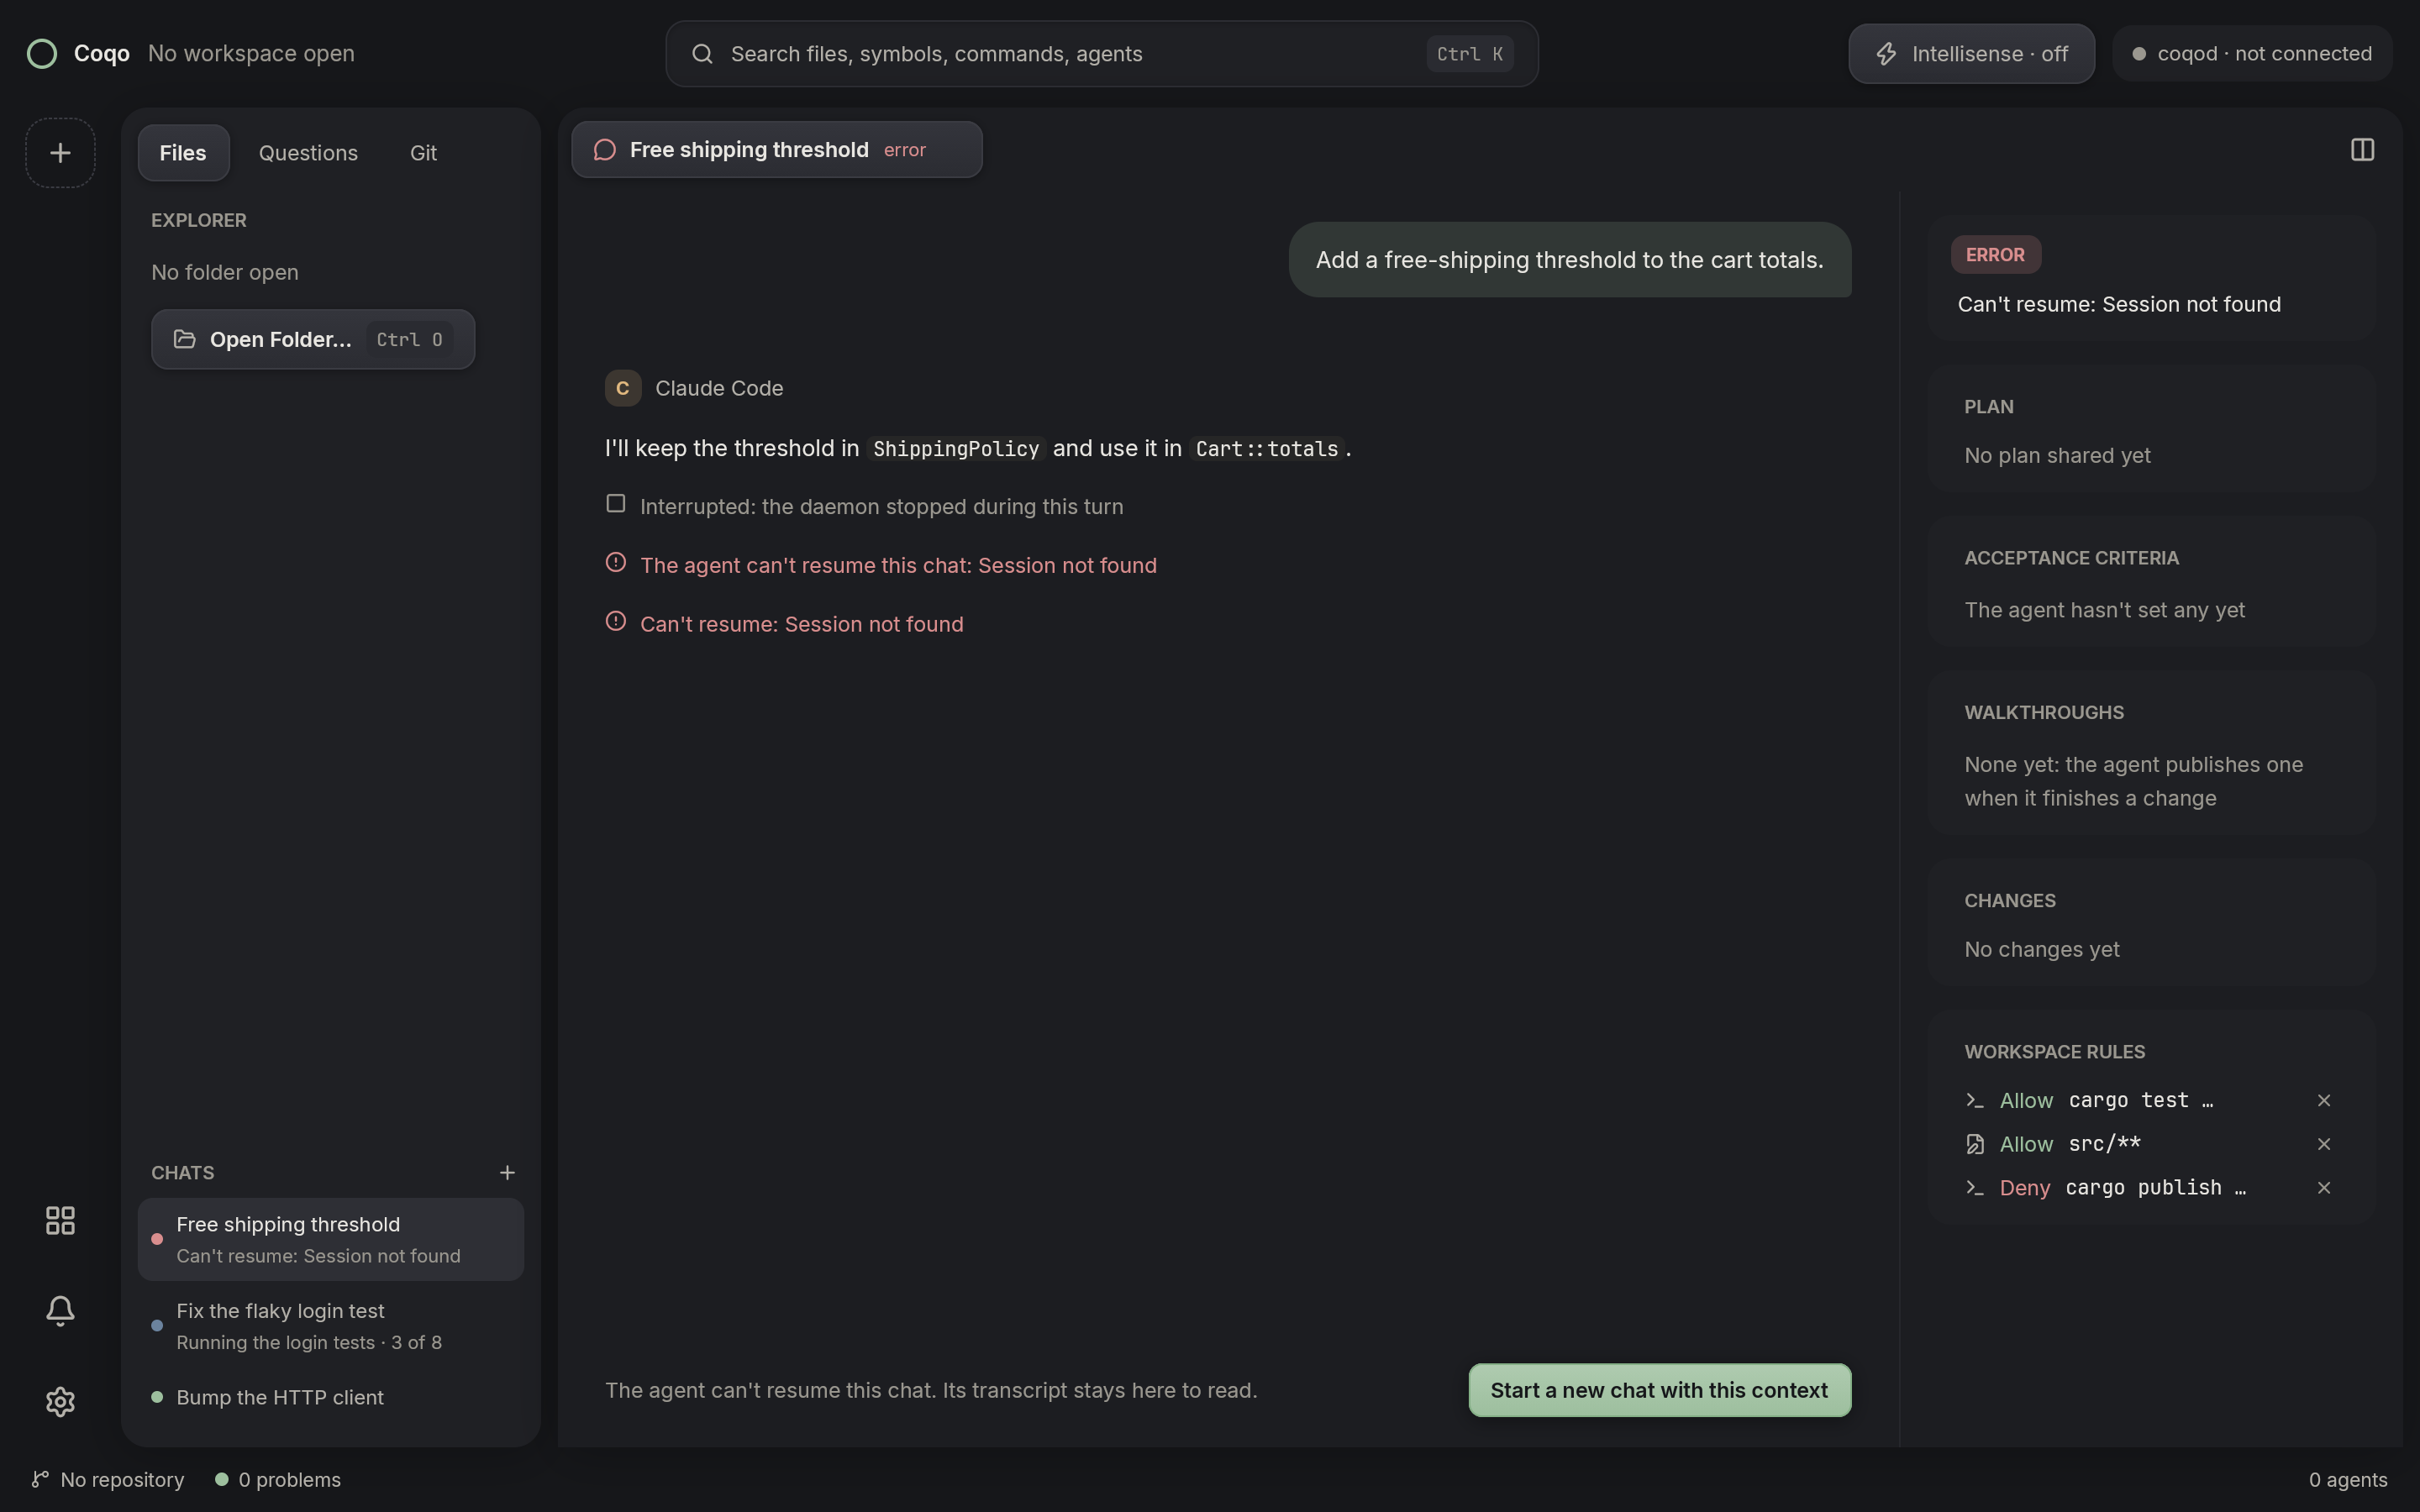 Coqo No workspace open
Search files, symbols, commands, agents Ctrl K
Intellisense · off
coqod · not connected
Files Questions Git
EXPLORER
No folder open
Open Folder... Ctrl O
CHATS
Free shipping threshold
Can't resume: Session not found
Fix the flaky login test
Running the login tests · 3 of 8
Bump the HTTP client
Free shipping threshold error
Add a free-shipping threshold to the cart totals.
C Claude Code
I'll keep the threshold in ShippingPolicy and use it in Cart::totals.
Interrupted: the daemon stopped during this turn
The agent can't resume this chat: Session not found
Can't resume: Session not found
The agent can't resume this chat. Its transcript stays here to read.
Start a new chat with this context
ERROR
Can't resume: Session not found
PLAN
No plan shared yet
ACCEPTANCE CRITERIA
The agent hasn't set any yet
WALKTHROUGHS
None yet: the agent publishes one
when it finishes a change
CHANGES
No changes yet
WORKSPACE RULES
Allow cargo test …
Allow src/**
Deny cargo publish …
No repository
0 problems
0 agents